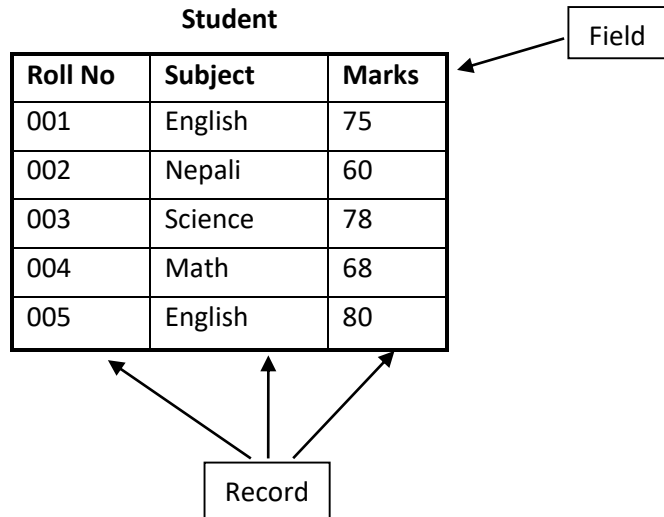 Student
Field
Roll No Subject Marks
001 English 75
002 Nepali 60
003 Science 78
004 Math 68
005 English 80
Record